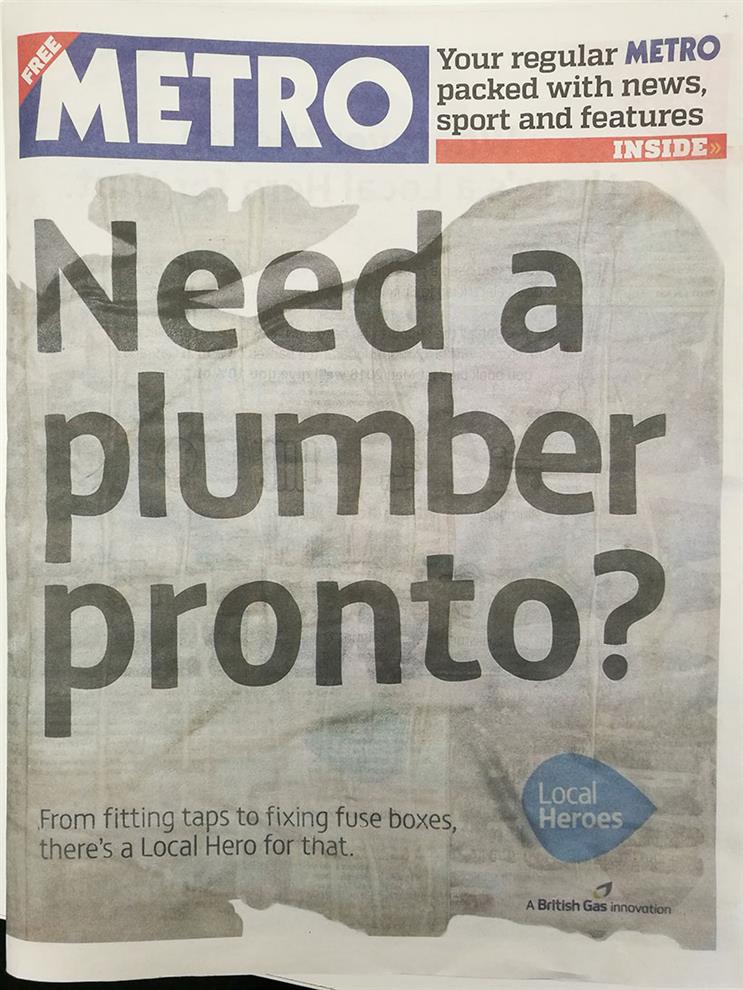 FREE
METRO
Your regular METRO
packed with news,
sport and features
INSIDE»
Need a
plumber
pronto?
From fitting taps to fixing fuse boxes,
there's a Local Hero for that.
Local
Heroes
A British Gas innovation